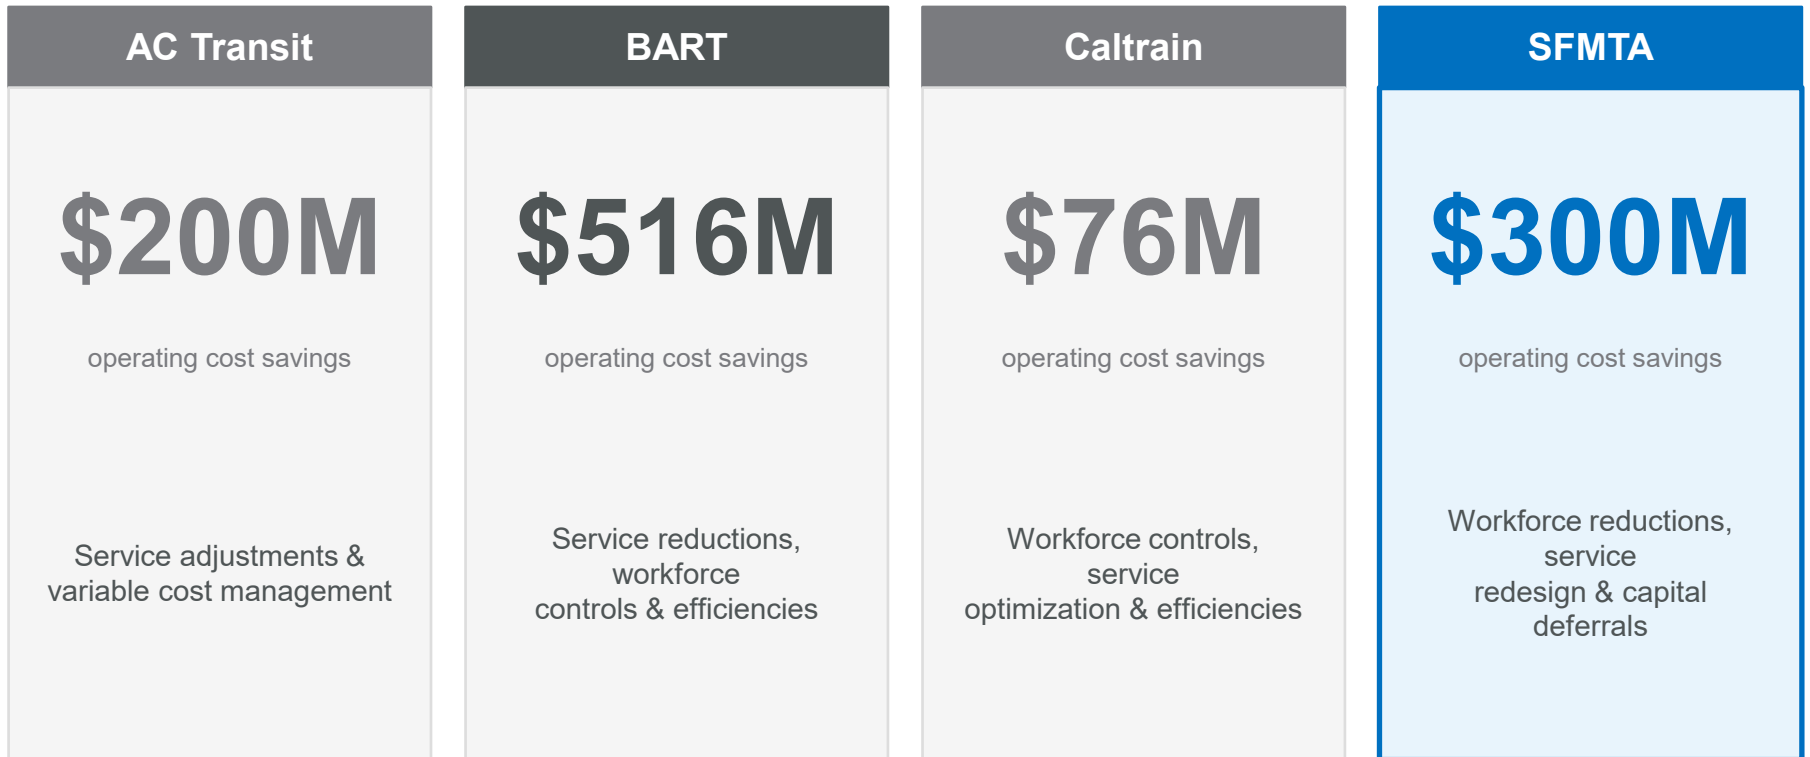 AC Transit
$200M
operating cost savings
Service adjustments &
variable cost management
BART
$516M
operating cost savings
Service reductions,
workforce
controls & efficiencies
Caltrain
$76M
operating cost savings
Workforce controls,
service
optimization & efficiencies
SFMTA
$300M
operating cost savings
Workforce reductions,
service
redesign & capital
deferrals